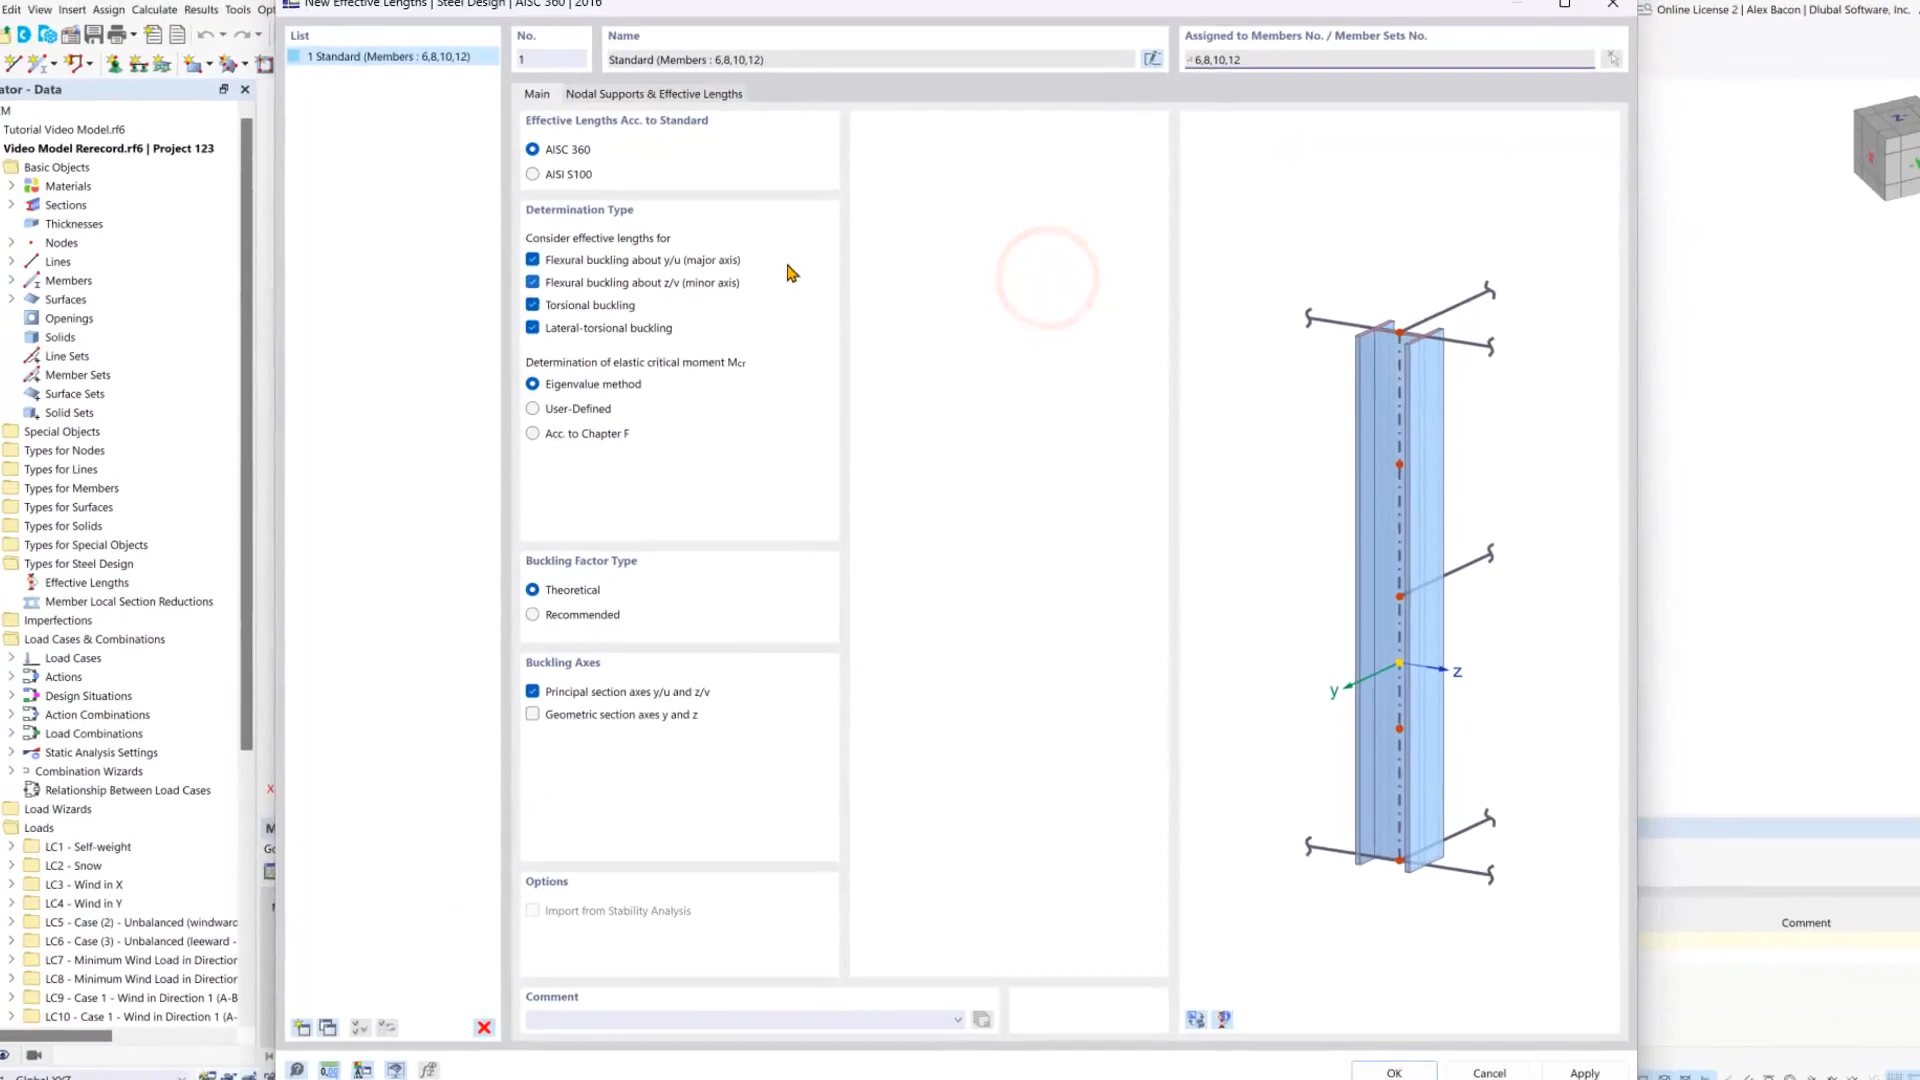 Edit View Insert Assign Calculate Results Tools
New Effective Lengths | Steel Design | AISC 360 | 2016
Online License 2 | Alex Bacon | Dlubal Software, Inc.
ator - Data
Tutorial Video Model.rf6
Video Model Rerecord.rf6 | Project 123
Basic Objects
Materials
Sections
Thicknesses
Nodes
Lines
Members
Surfaces
Openings
Solids
Line Sets
Member Sets
Surface Sets
Solid Sets
Special Objects
Types for Nodes
Types for Lines
Types for Members
Types for Surfaces
Types for Solids
Types for Special Objects
Types for Steel Design
Effective Lengths
Member Local Section Reductions
Imperfections
Load Cases & Combinations
Load Cases
Actions
Design Situations
Action Combinations
Load Combinations
Static Analysis Settings
Combination Wizards
Relationship Between Load Cases
Load Wizards
Loads
LC1 - Self-weight
LC2 - Snow
LC3 - Wind in X
LC4 - Wind in Y
LC5 - Case (2) - Unbalanced (windward
LC6 - Case (3) - Unbalanced (leeward -
LC7 - Minimum Wind Load in Direction
LC8 - Minimum Wind Load in Direction
LC9 - Case 1 - Wind in Direction 1 (A-B
LC10 - Case 1 - Wind in Direction 1 (A-
List
1 Standard (Members : 6,8,10,12)
No.
1
Name
Standard (Members : 6,8,10,12)
Assigned to Members No. / Member Sets No.
6,8,10,12
Main
Nodal Supports & Effective Lengths
Effective Lengths Acc. to Standard
AISC 360
AISI S100
Determination Type
Consider effective lengths for
Flexural buckling about y/u (major axis)
Flexural buckling about z/v (minor axis)
Torsional buckling
Lateral-torsional buckling
Determination of elastic critical moment Mcr
Eigenvalue method
User-Defined
Acc. to Chapter F
Buckling Factor Type
Theoretical
Recommended
Buckling Axes
Principal section axes y/u and z/v
Geometric section axes y and z
Options
Import from Stability Analysis
Comment
y
z
OK
Cancel
Apply
Comment